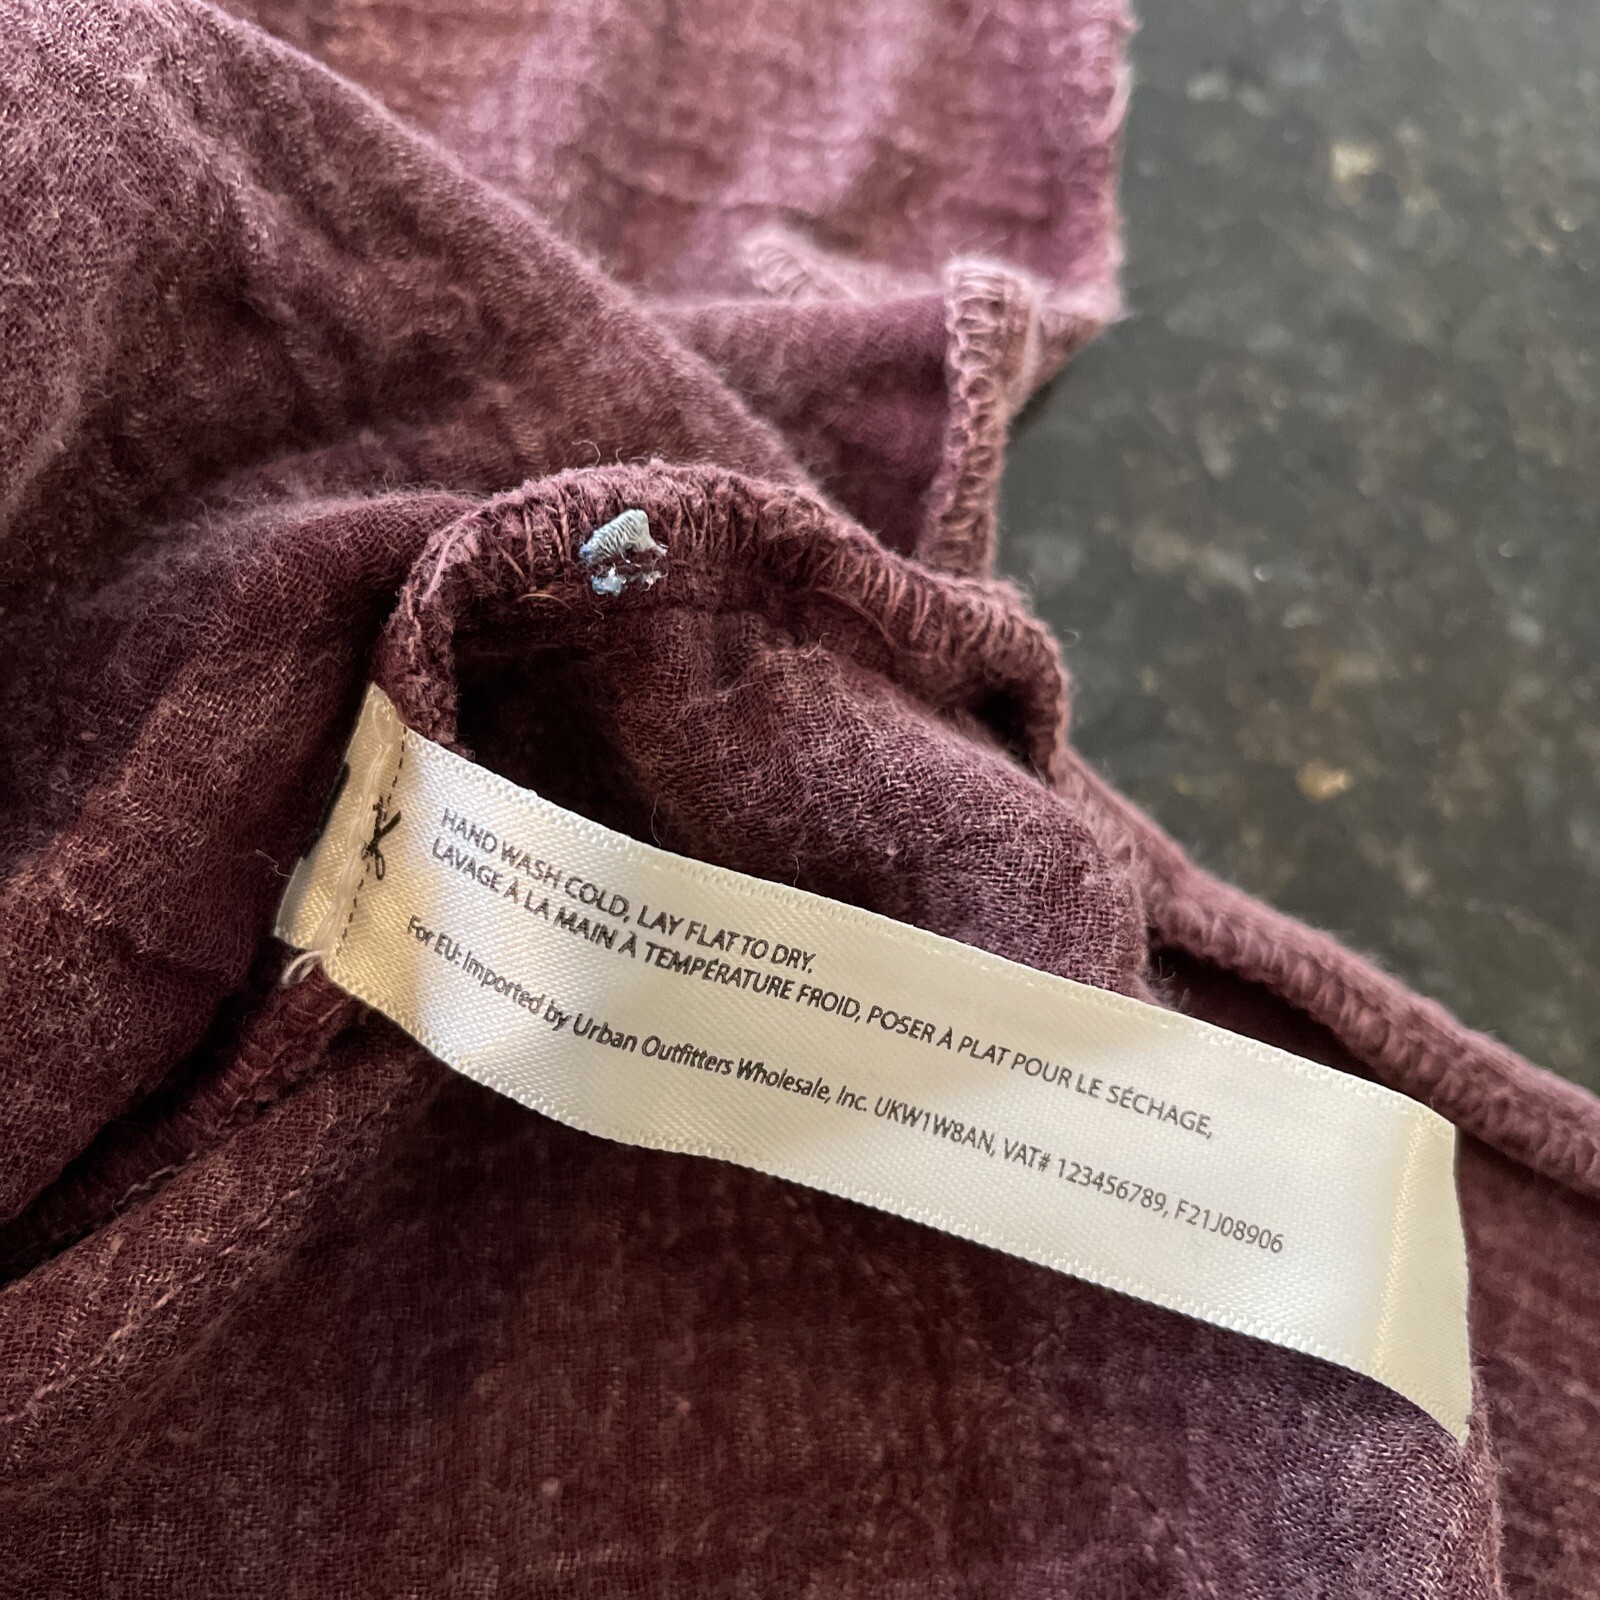 HAND WASH COLD, LAY FLAT TO DRY.
LAVAGE À LA MAIN À TEMPÉRATURE FROID, POSER À PLAT POUR LE SÉCHAGE,
For EU: Imported by Urban Outfitters Wholesale, Inc. UKW1W8AN, VAT# 123456789, F21J08906